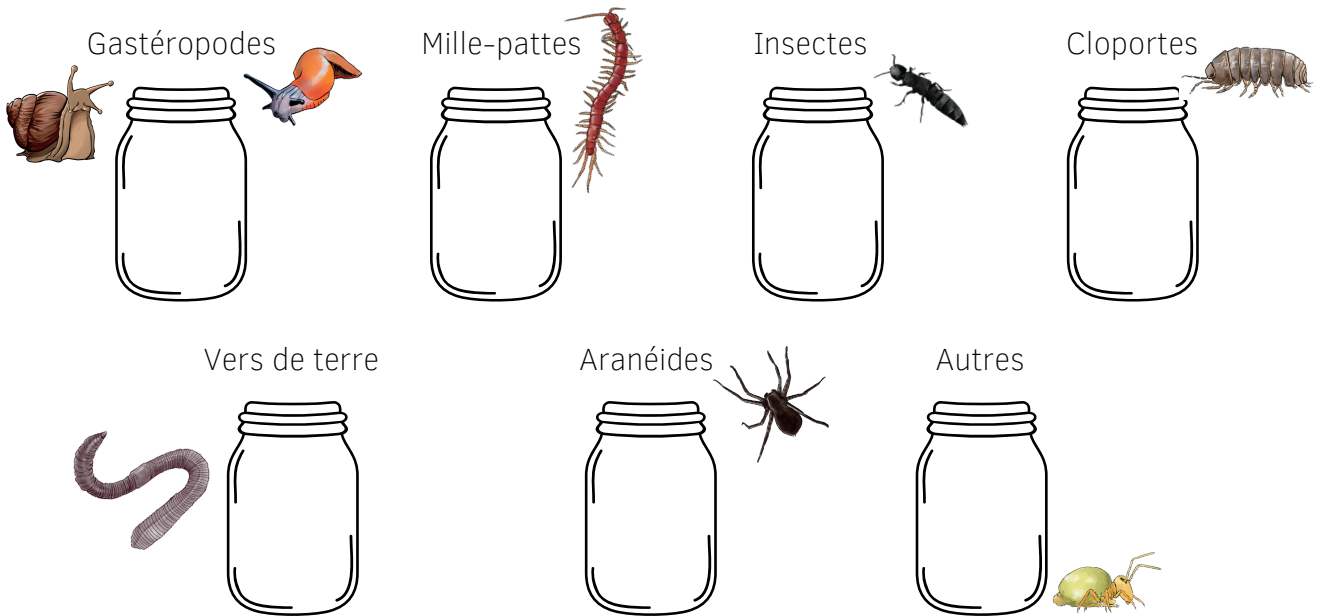 Gastéropodes
Mille-pattes
Insectes
Cloportes
Vers de terre
Aranéides
Autres